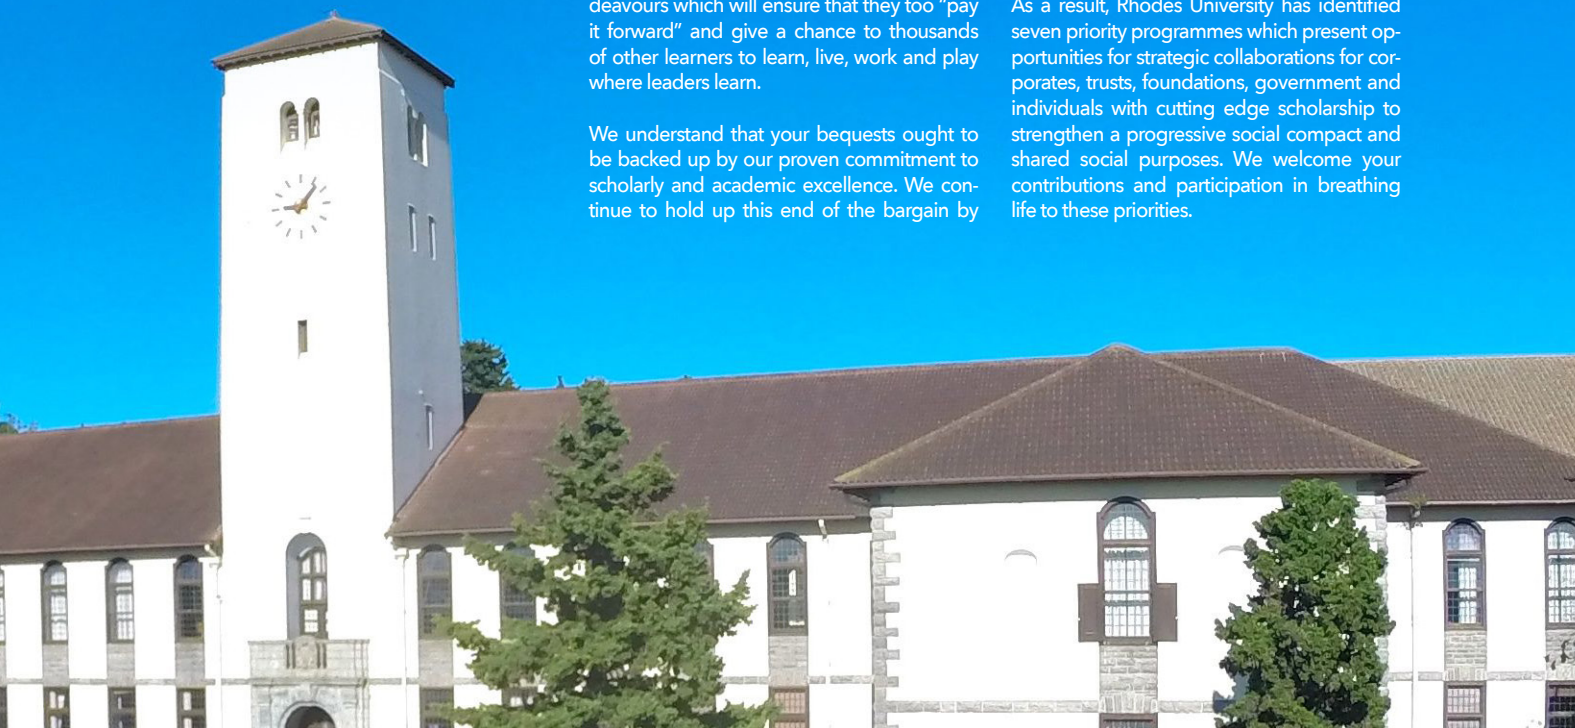 deavours which will ensure that they too "pay
it forward" and give a chance to thousands
of other learners to learn, live, work and play
where leaders learn.
We understand that your bequests ought to
be backed up by our proven commitment to
scholarly and academic excellence. We con-
tinue to hold up this end of the bargain by
As a result, Rhodes University has identified
seven priority programmes which present op-
portunities for strategic collaborations for cor-
porates, trusts, foundations, government and
individuals with cutting edge scholarship to
strengthen a progressive social compact and
shared social purposes. We welcome your
contributions and participation in breathing
life to these priorities.